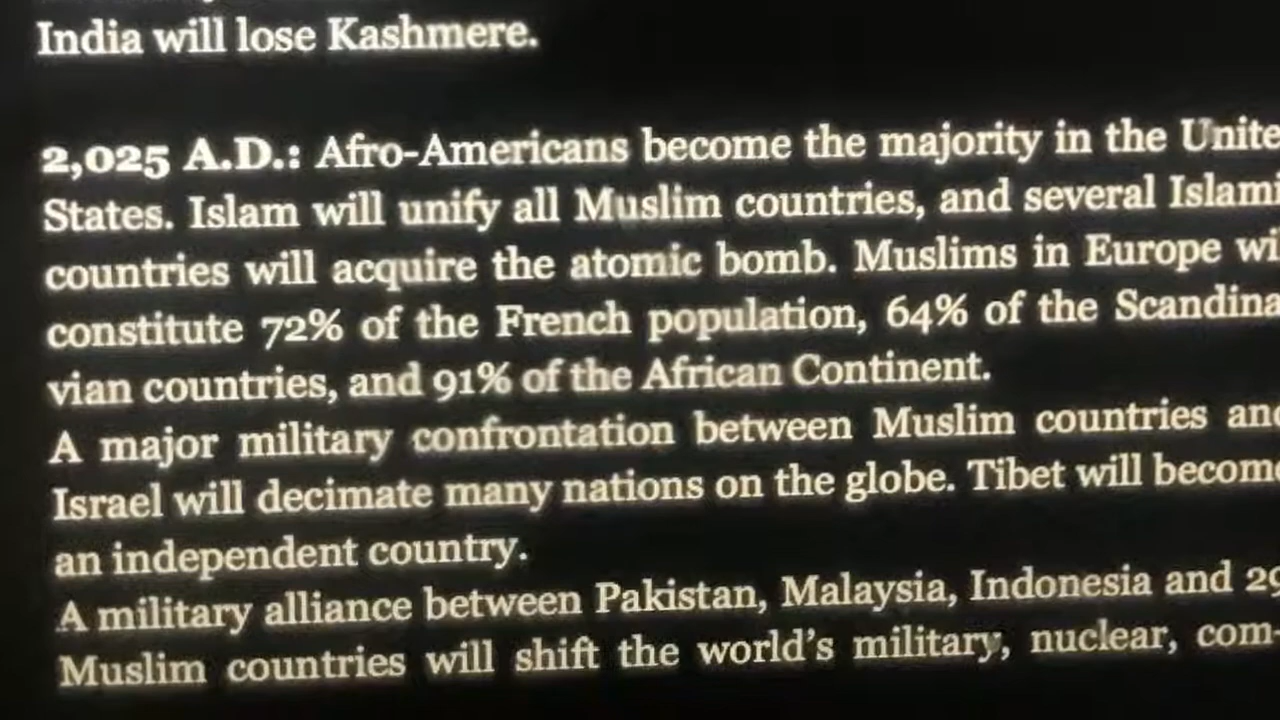 India will lose Kashmere.
2,025 A.D.: Afro-Americans become the majority in the Unite
States. Islam will unify all Muslim countries, and several Islami
countries will acquire the atomic bomb. Muslims in Europe wi
constitute 72% of the French population, 64% of the Scandina
vian countries, and 91% of the African Continent.
A major military confrontation between Muslim countries an
Israel will decimate many nations on the globe. Tibet will become
an independent country.
A military alliance between Pakistan, Malaysia, Indonesia and 29
Muslim countries will shift the world's military, nuclear, com-